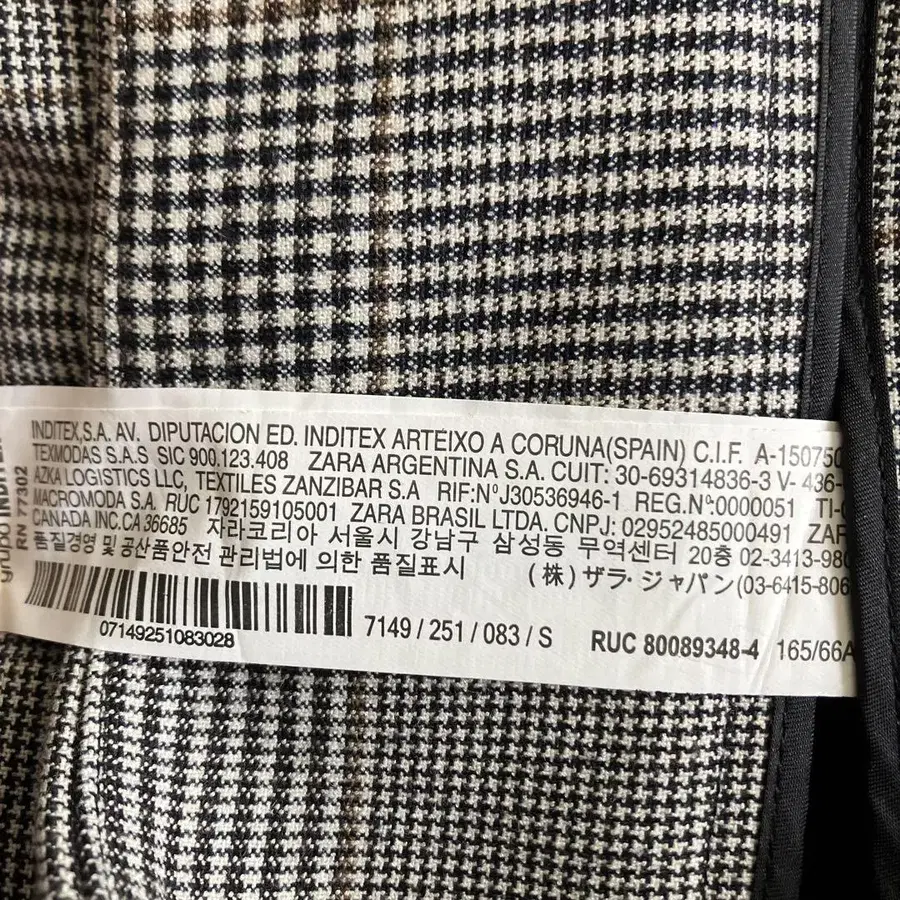 grupo INDITEX
RN 77302
INDITEX,S.A. AV. DIPUTACION ED. INDITEX ARTEIXO A CORUNA(SPAIN) C.I.F. A-150750
TEXMODAS S.A.S SIC 900.123.408 ZARA ARGENTINA S.A. CUIT: 30-69314836-3 V- 436-
AZKA LOGISTICS LLC, TEXTILES ZANZIBAR S.A RIF:Nº J30536946-1 REG.Nº:0000051 TI-
MACROMODA S.A. RUC 1792159105001 ZARA BRASIL LTDA. CNPJ: 02952485000491 ZAR
CANADA INC.CA 36685 자라코리아 서울시 강남구 삼성동 무역센터 20층 02-3413-980
품질경영 및 공산품안전 관리법에 의한 품질표시 (株) ザラ・ジャパン(03-6415-806
07149251083028
7149 / 251 / 083 / S
RUC 80089348-4
165/66A